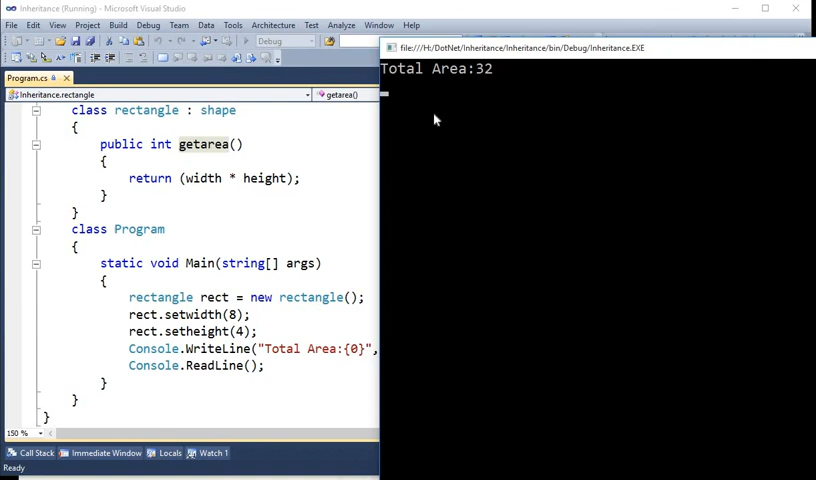 Inheritance (Running) - Microsoft Visual Studio
File Edit View Project Build Debug Team Data Tools Architecture Test Analyze Window Help
Debug
file:///H:/DotNet/Inheritance/Inheritance/bin/Debug/Inheritance.EXE
Total Area:32
Program.cs
Inheritance.rectangle
getarea()
class rectangle : shape
{
public int getarea()
{
return (width * height);
}
}
class Program
{
static void Main(string[] args)
{
rectangle rect = new rectangle();
rect.setwidth(8);
rect.setheight(4);
Console.WriteLine("Total Area:{0}",
Console.ReadLine();
}
}
}
150 %
Call Stack Immediate Window Locals Watch 1
Ready